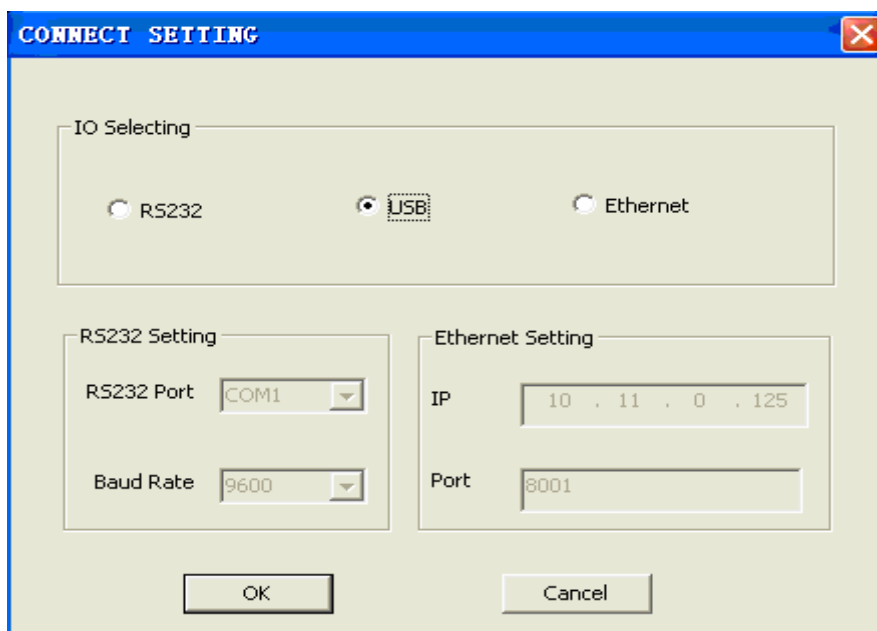 CONNECT SETTING
IO Selecting
RS232 USB Ethernet
RS232 Setting
RS232 Port COM1
Baud Rate 9600
Ethernet Setting
IP 10 . 11 . 0 . 125
Port 8001
OK Cancel